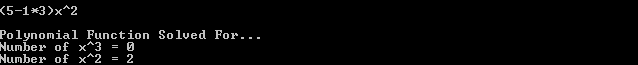 (5-1*3)x^2
Polynomial Function Solved For...
Number of x^3 = 0
Number of x^2 = 2